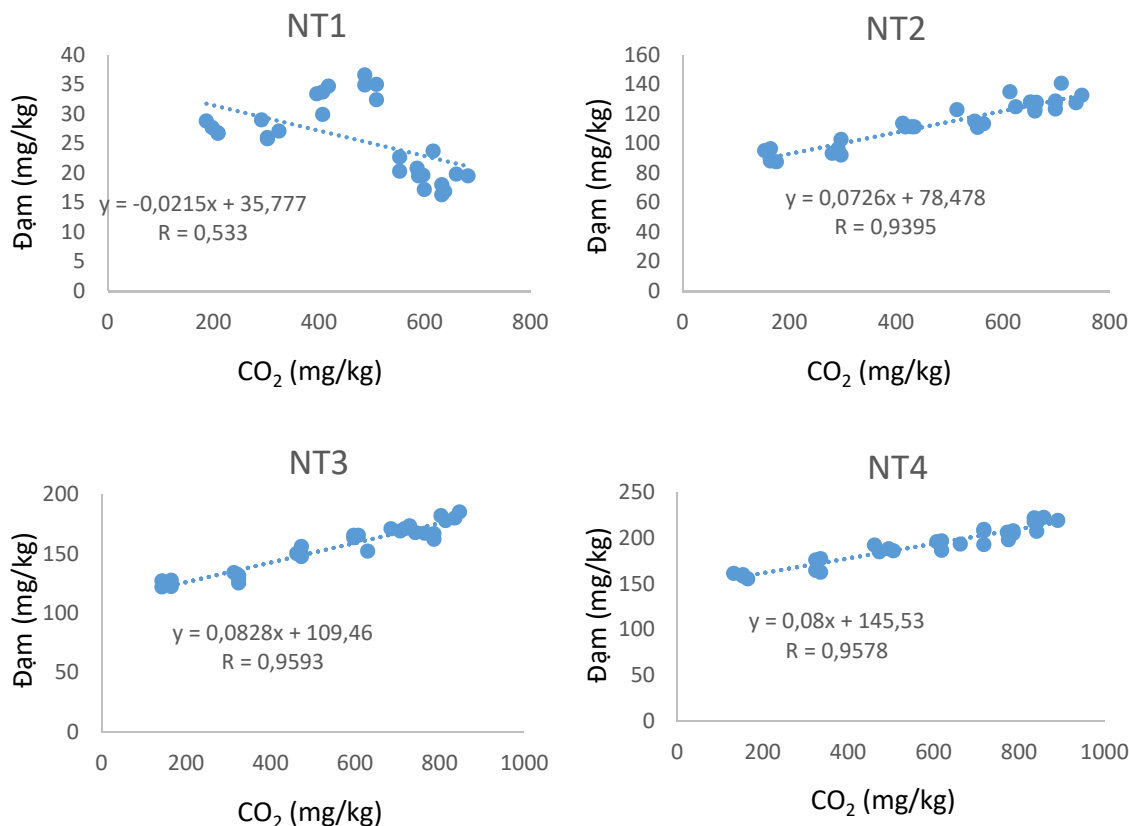 NT1
40
35
30
25
20
15
10
5
0
Đạm (mg/kg)
y = -0,0215x + 35,777
R = 0,533
0 200 400 600 800
CO₂ (mg/kg)
NT2
160
140
120
100
80
60
40
20
0
Đạm (mg/kg)
y = 0,0726x + 78,478
R = 0,9395
0 200 400 600 800
CO₂ (mg/kg)
NT3
200
150
100
50
0
Đạm (mg/kg)
y = 0,0828x + 109,46
R = 0,9593
0 200 400 600 800 1000
CO₂ (mg/kg)
NT4
250
200
150
100
50
0
Đạm (mg/kg)
y = 0,08x + 145,53
R = 0,9578
0 200 400 600 800 1000
CO₂ (mg/kg)